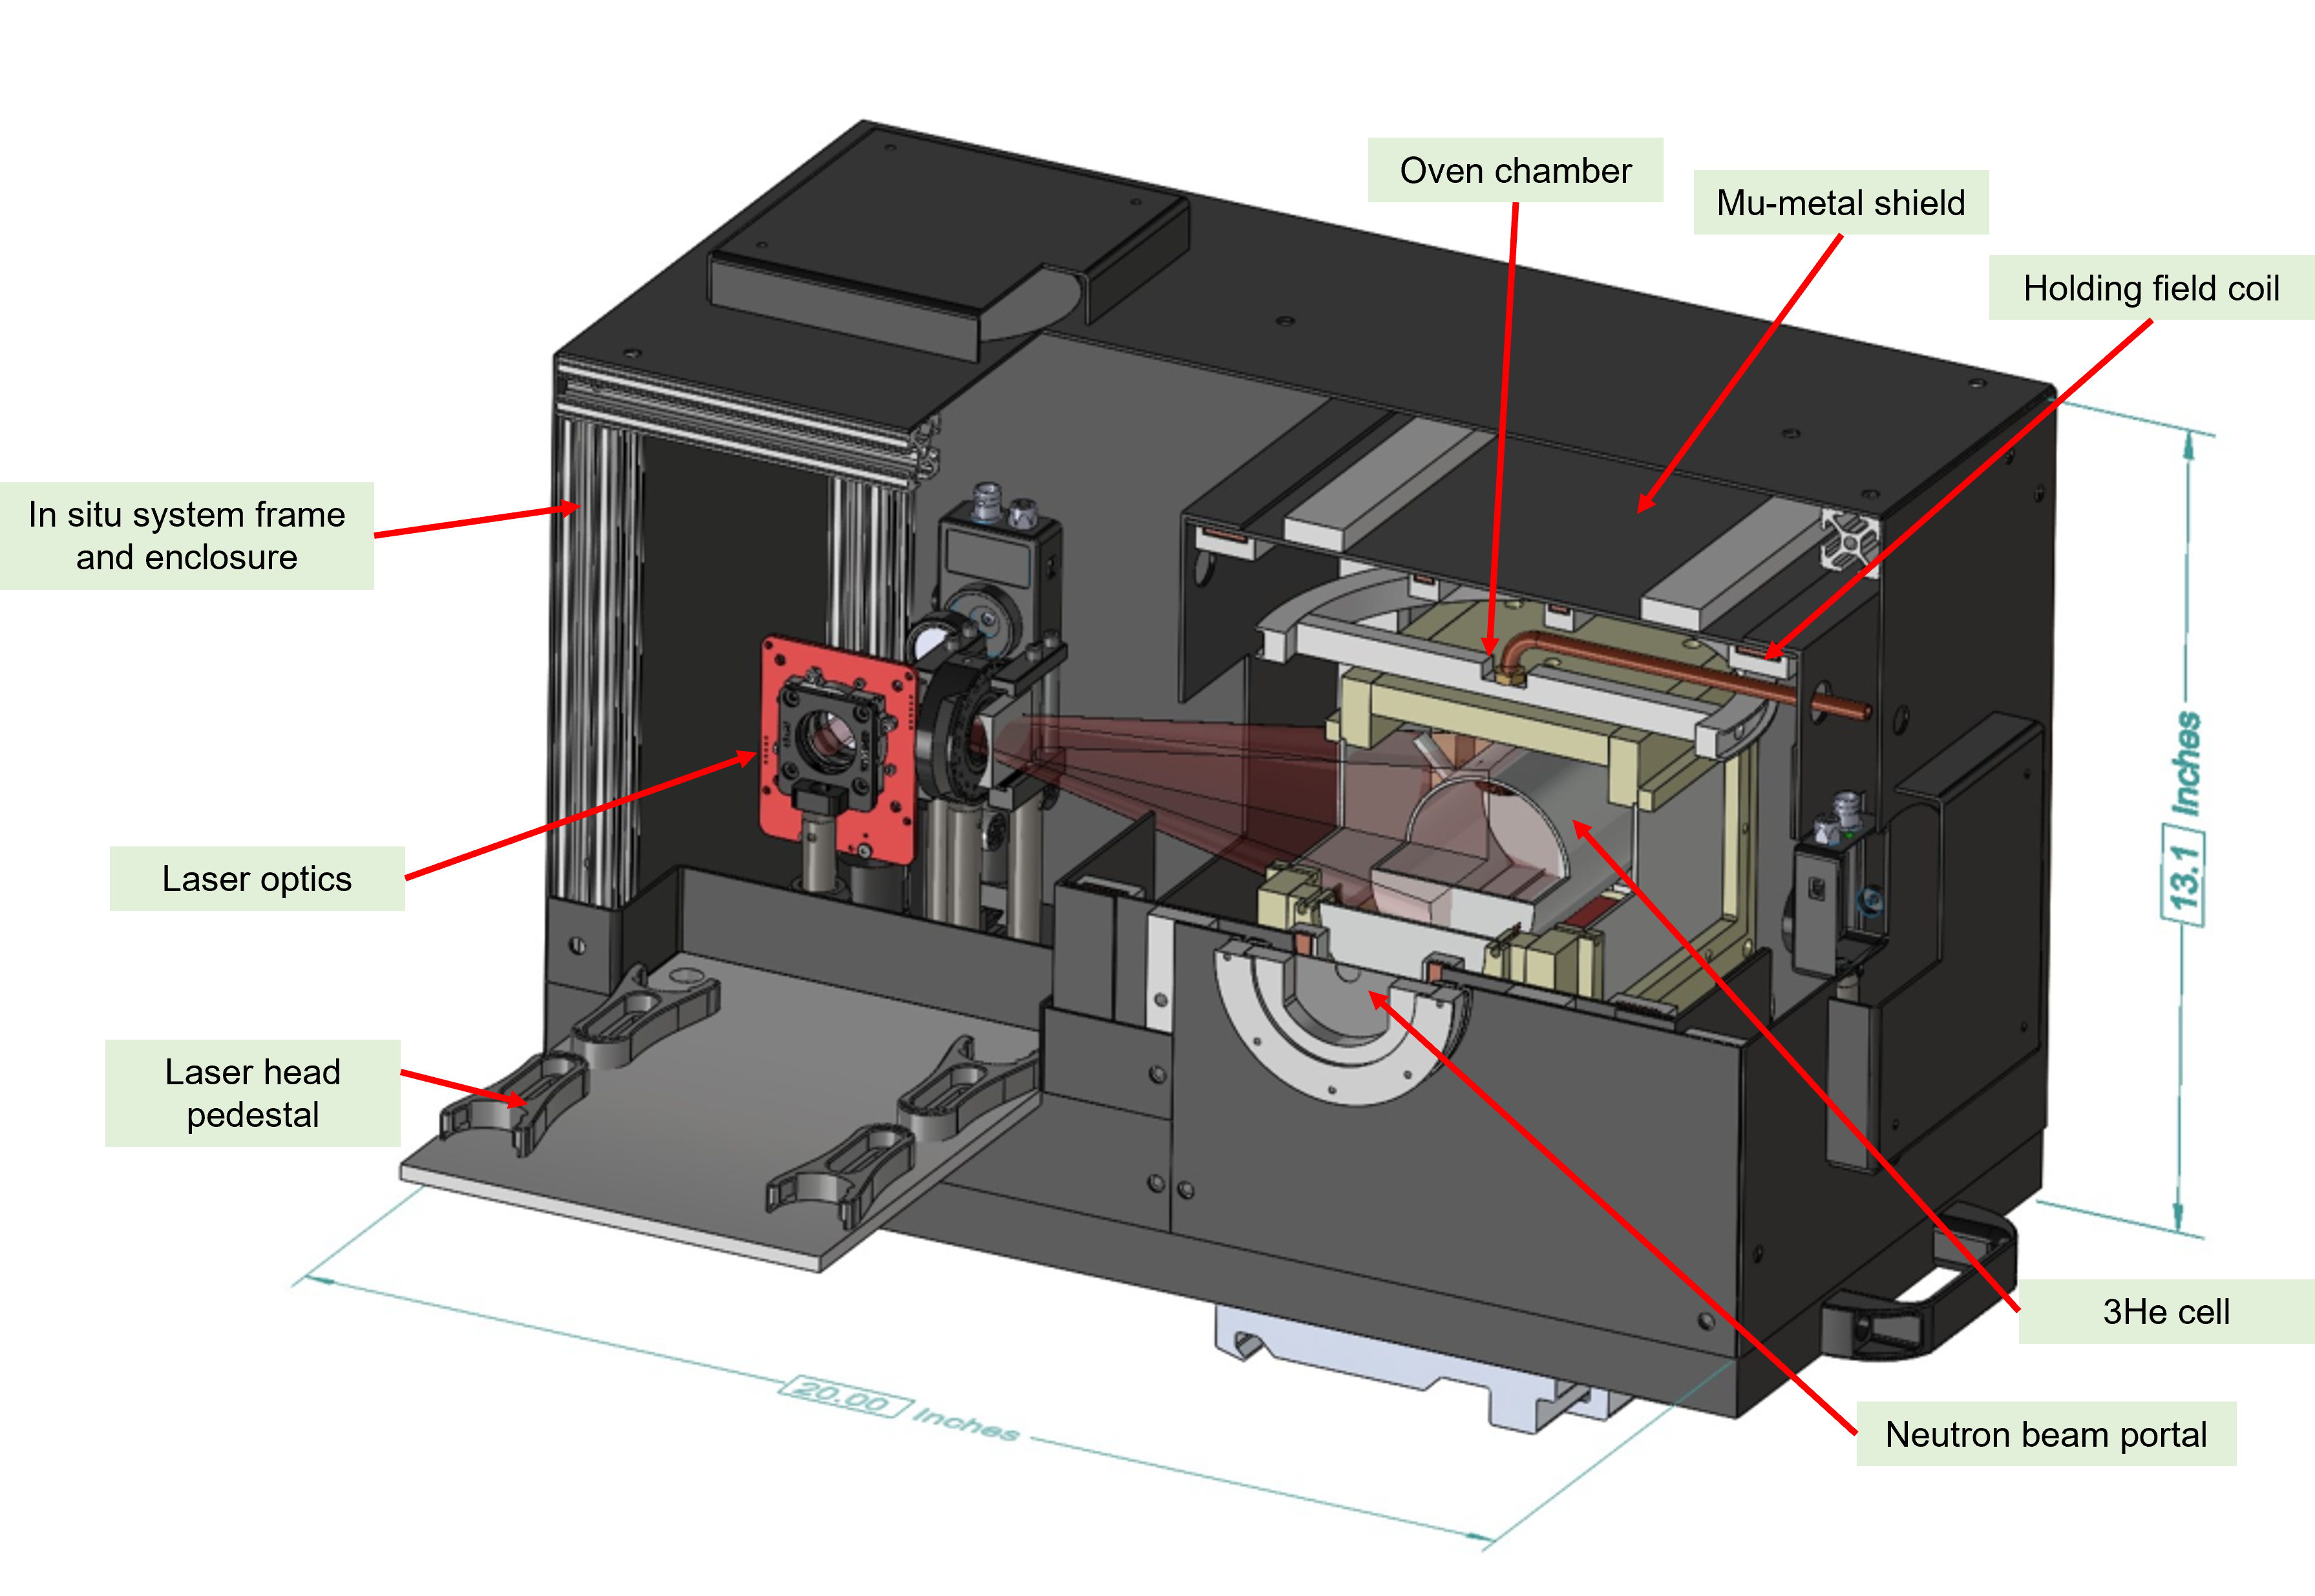 Oven chamber
Mu-metal shield
Holding field coil
In situ system frame
and enclosure
Laser optics
Laser head
pedestal
13.1 Inches
20.00 Inches
3He cell
Neutron beam portal